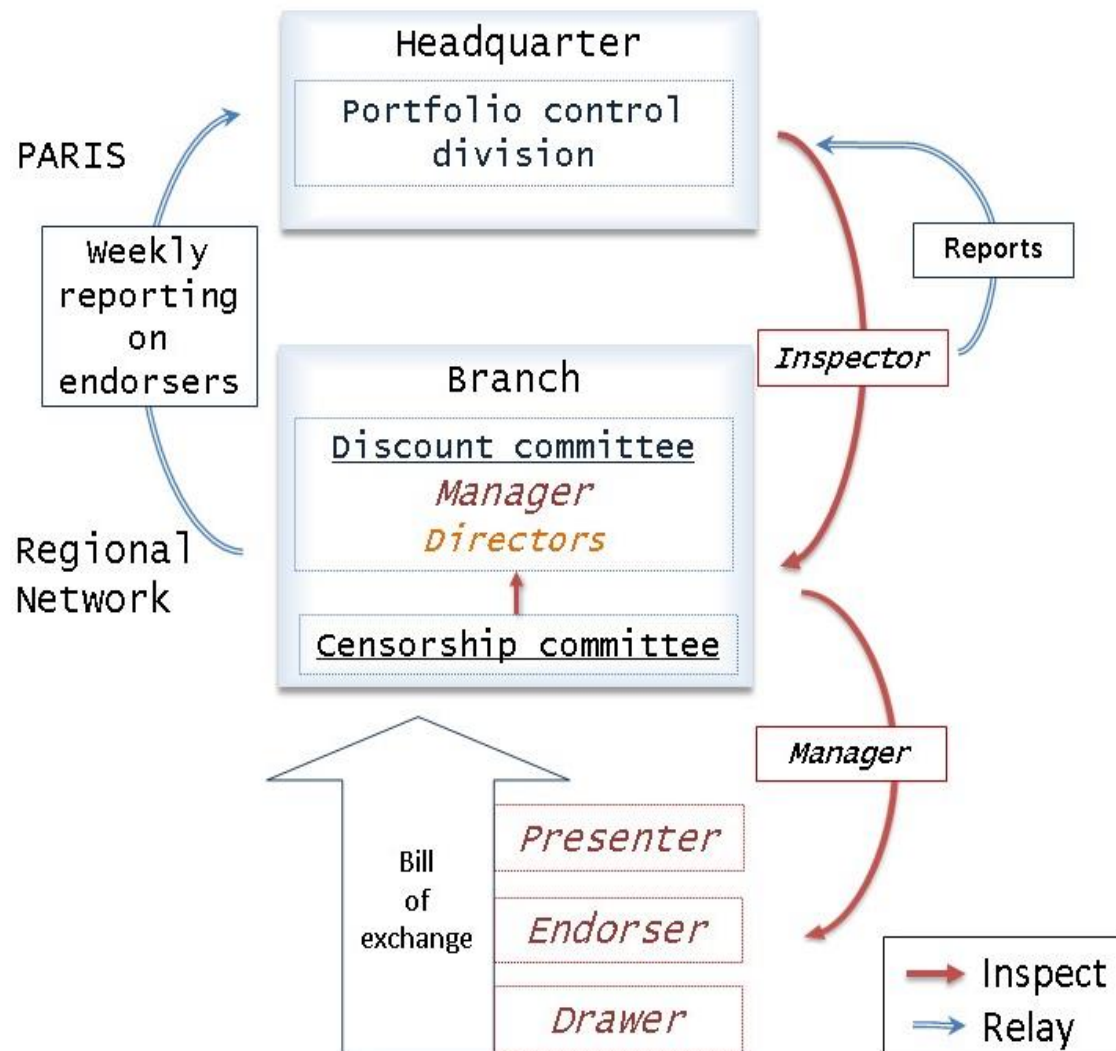 Headquarter
Portfolio control
division
PARIS
Weekly
reporting
on
endorsers
Reports
Inspector
Branch
Discount committee
Manager
Directors
Regional
Network
Censorship committee
Manager
Bill
of
exchange
Presenter
Endorser
Drawer
Inspect
Relay